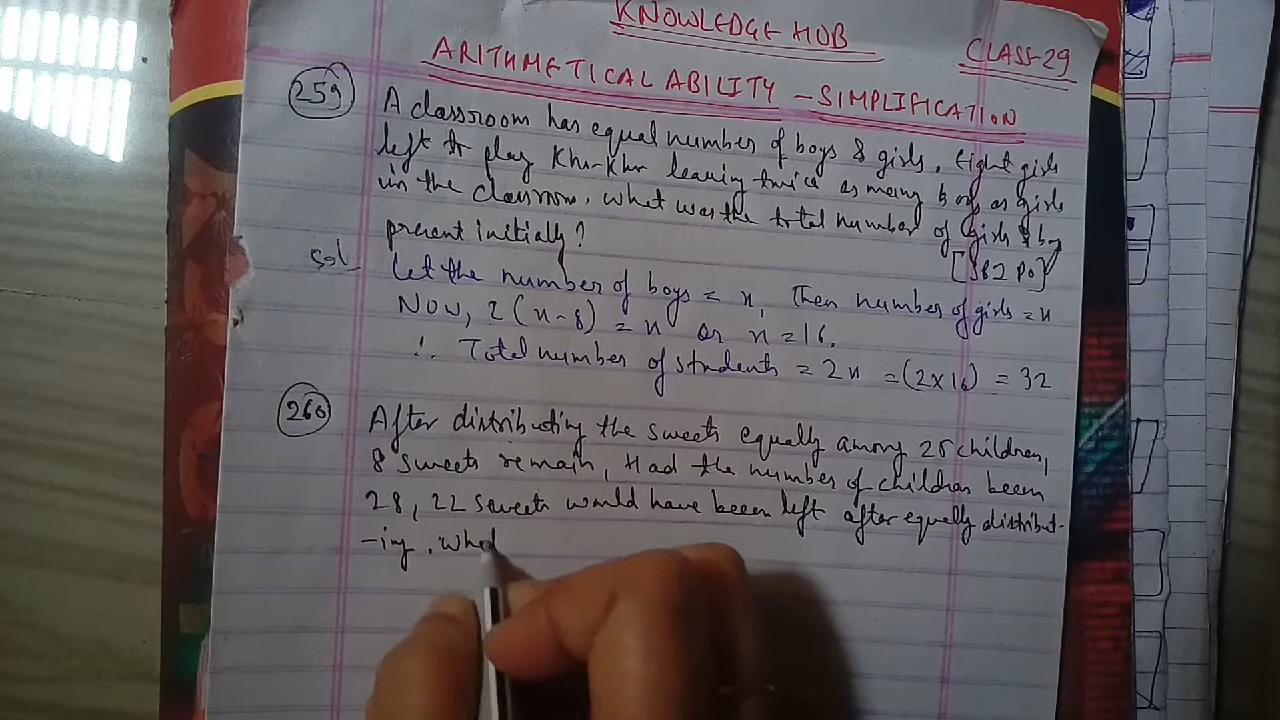 KNOWLEDGE HUB
CLASS-29
ARITHMETICAL ABILITY - SIMPLIFICATION
259 A classroom has equal number of boys & girls. Eight girls
left to play Kho-Kho leaving twice as many boys as girls
in the classroom. what was the total number of girls & boy
present initially?
[SBI PO]
Sol Let the number of boys = x, Then number of girls = x
Now, 2(x-8) = x or x = 16.
∴ Total number of students = 2x = (2x16) = 32
260 After distributing the sweets equally among 25 children,
8 sweets remain, Had the number of children been
28, 22 sweets would have been left after equally distribut-
-ing. What